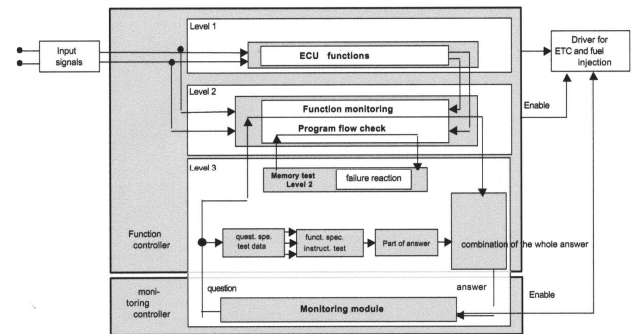 Level 1
Input
signals
ECU functions
Driver for
ETC and fuel
injection
Level 2
Function monitoring
Program flow check
Enable
Level 3
Memory test
Level 2
failure reaction
Function
controller
quest. spe.
test data
funct. spec.
instruct. test
Part of answer
combination of the whole answer
moni-
toring
controller
question
answer
Enable
Monitoring module